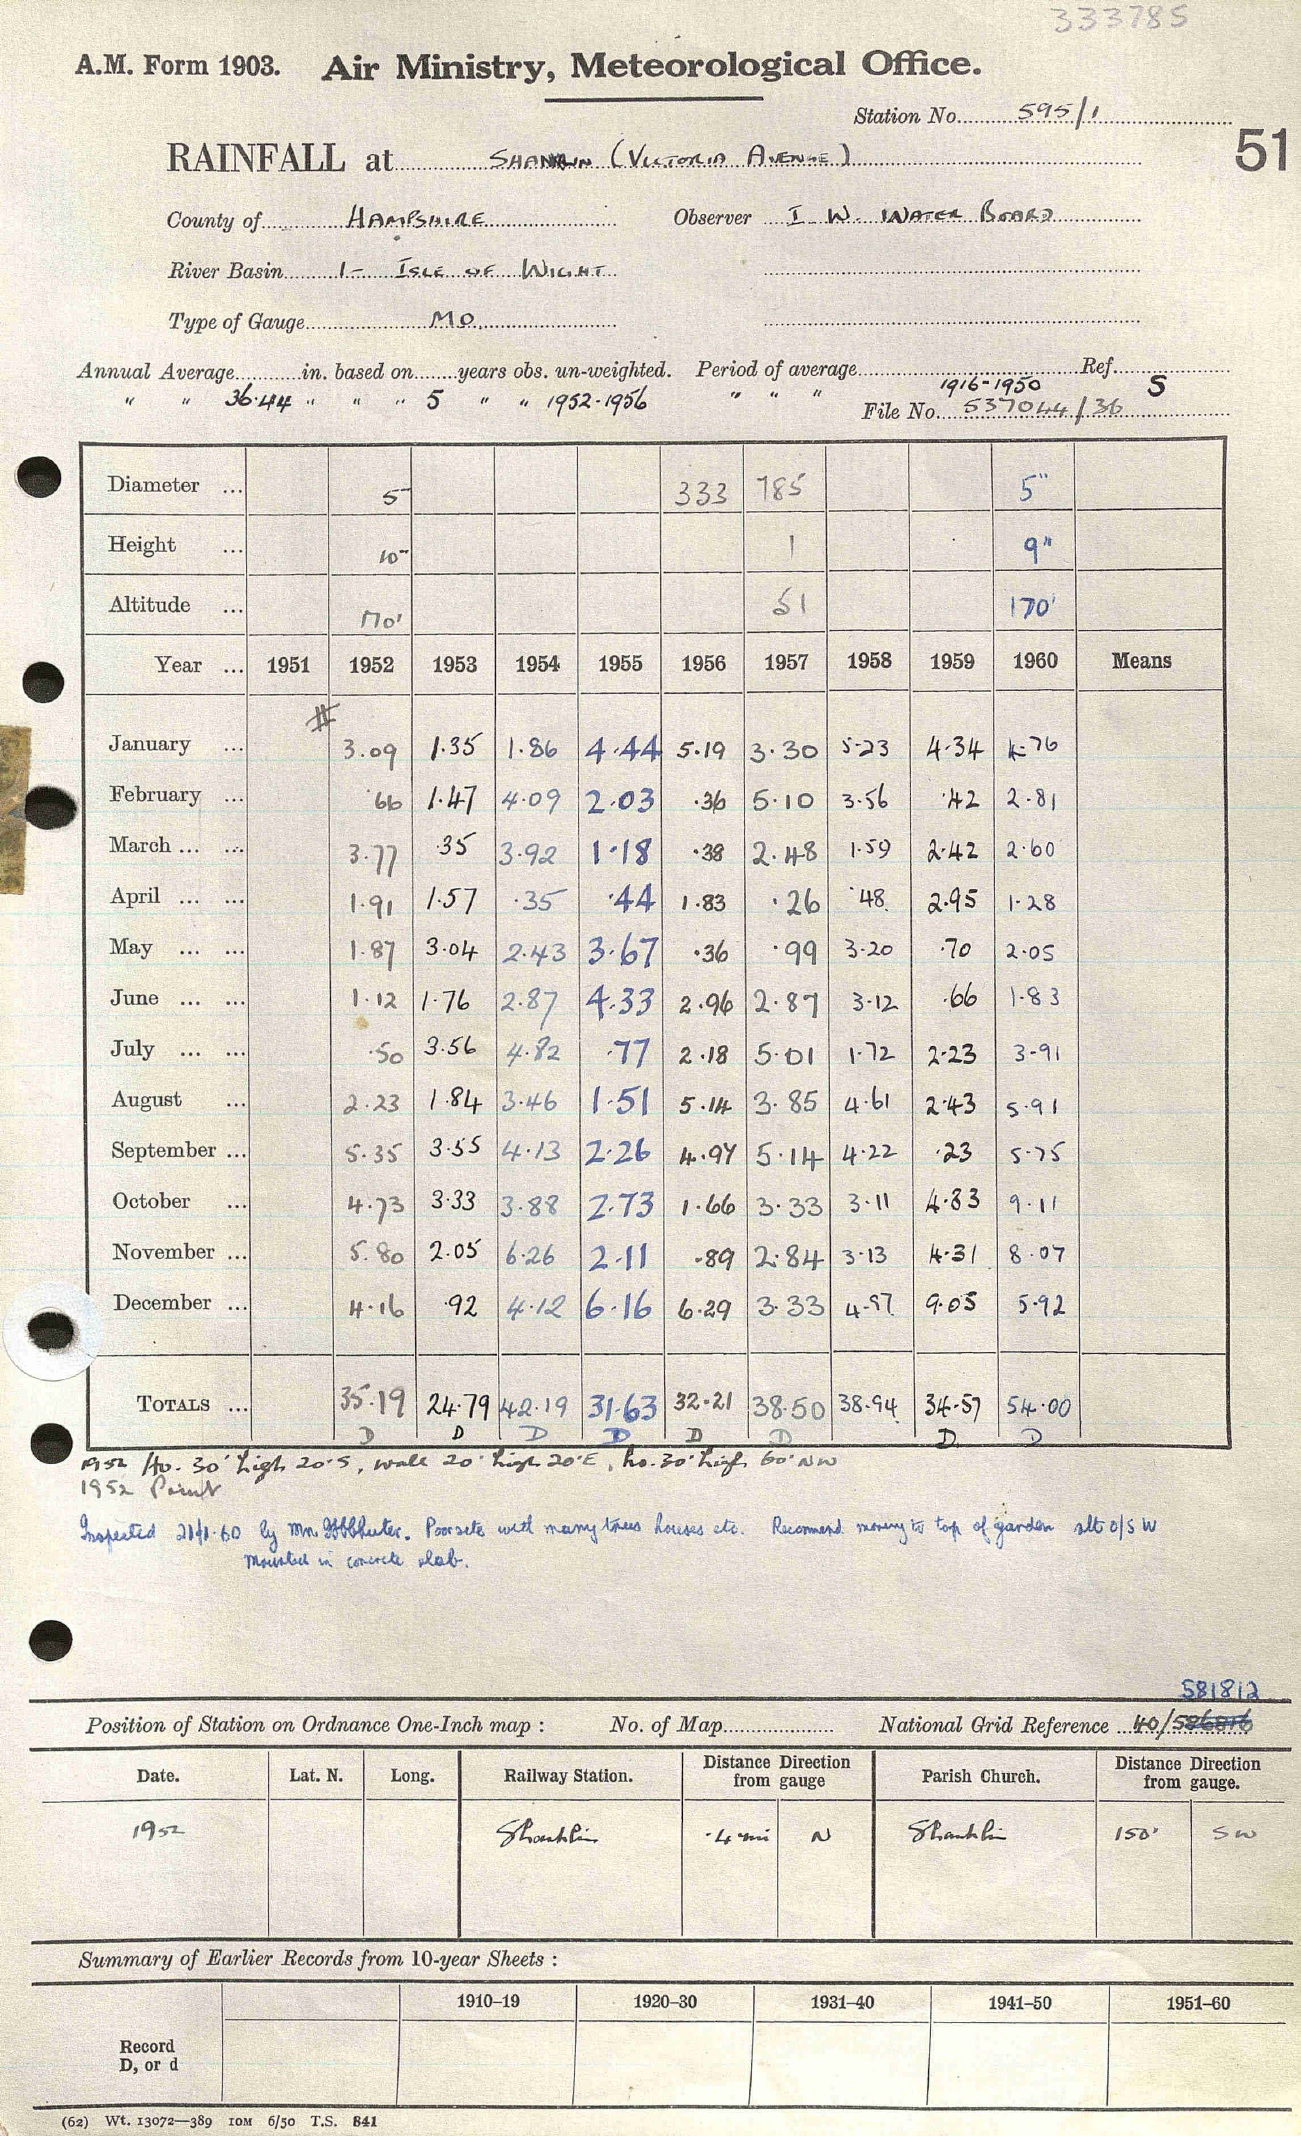 333785
A.M. Form 1903. Air Ministry, Meteorological Office.
Station No. 595/1
51
RAINFALL at SHANKLIN (VICTORIA AVENUE)
County of HAMPSHIRE Observer I. W. WATER BOARD
River Basin 1- ISLE OF WIGHT
Type of Gauge MO
Annual Average in. based on years obs. un-weighted. Period of average 1916-1950 Ref. S
" " 36.44 " " " 5 " " 1952-1956 " " " File No. 537044/36
Diameter ... 5" 333 785 5"
Height ... 10" 1 9"
Altitude ... 170' 51 170'
Year ... 1951 1952 1953 1954 1955 1956 1957 1958 1959 1960 Means
January ... 3.09 1.35 1.86 4.44 5.19 3.30 5.23 4.34 4.76
February ... .66 1.47 4.09 2.03 .36 5.10 3.56 .42 2.81
March ... ... 3.77 .35 3.92 1.18 .38 2.48 1.59 2.42 2.60
April ... ... 1.91 1.57 .35 .44 1.83 .26 .48 2.95 1.28
May ... ... 1.87 3.04 2.43 3.67 .36 .99 3.20 .70 2.05
June ... ... 1.12 1.76 2.87 4.33 2.96 2.87 3.12 .66 1.83
July ... ... .50 3.56 4.82 .77 2.18 5.01 1.72 2.23 3.91
August ... 2.23 1.84 3.46 1.51 5.14 3.85 4.61 2.43 5.91
September ... 5.35 3.55 4.13 2.26 4.97 5.14 4.22 .23 5.75
October ... 4.73 3.33 3.88 2.73 1.66 3.33 3.11 4.83 9.11
November ... 5.80 2.05 6.26 2.11 .89 2.84 3.13 4.31 8.07
December ... 4.16 .92 4.12 6.16 6.29 3.33 4.97 9.05 5.92
TOTALS ... 35.19 24.79 42.19 31.63 32.21 38.50 38.94 34.57 54.00
D D D D D D D D
1952 Ho. 30' high 20' S, wall 20' high 20' E, ho. 30' high 60' NW
1952 Point
Inspected 21/1.60 by Mr. Poor site with many trees houses etc. Recommend moving to top of garden alt o/s W
Mounted in concrete slab.
581812
Position of Station on Ordnance One-Inch map : No. of Map National Grid Reference 40/586816
Date. Lat. N. Long. Railway Station. Distance from gauge Direction Parish Church. Distance from gauge. Direction
1952 Shanklin .4 mi N Shanklin 150' SW
Summary of Earlier Records from 10-year Sheets :
1910–19 1920–30 1931–40 1941–50 1951–60
Record
D, or d
(62) Wt. 13072—389 10M 6/50 T.S. 841